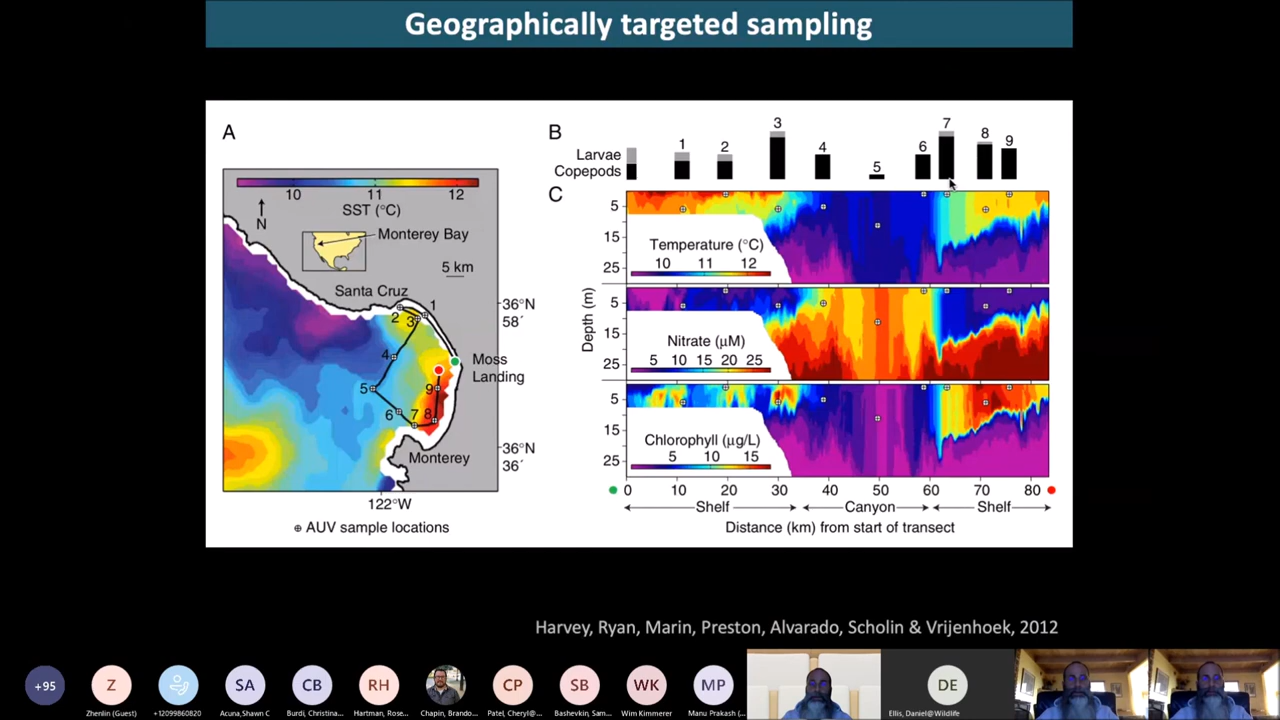 Geographically targeted sampling
A
10 11 12
SST (°C)
N
Monterey Bay
5 km
Santa Cruz
1
2
3
4
5
6
7
8
9
36°N
58´
Moss
Landing
Monterey
36°N
36´
122°W
AUV sample locations
B
Larvae
Copepods
1 2 3 4 5 6 7 8 9
C
Depth (m)
5
15
25
Temperature (°C)
10 11 12
5
15
25
Nitrate (µM)
5 10 15 20 25
5
15
25
Chlorophyll (µg/L)
5 10 15
0 10 20 30 40 50 60 70 80
Shelf Canyon Shelf
Distance (km) from start of transect
Harvey, Ryan, Marin, Preston, Alvarado, Scholin & Vrijenhoek, 2012
+95 Z SA CB RH CP SB WK MP DE
Zhenlin (Guest) +12099860820 Acuna,Shawn C Burdi, Christina... Hartman, Rose... Chapin, Brando... Patel, Cheryl@... Bashevkin, Sam... Wim Kimmerer Manu Prakash (... Ellis, Daniel@Wildlife